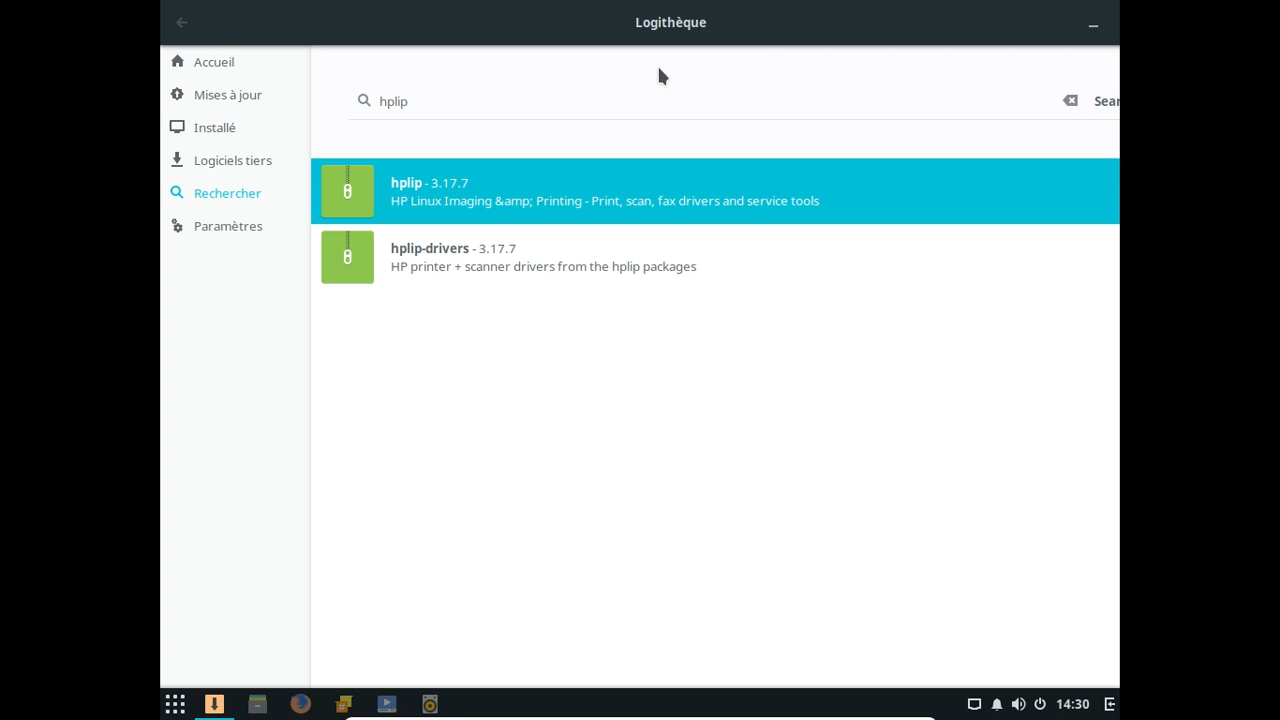 Logithèque
Accueil
Mises à jour
Installé
Logiciels tiers
Rechercher
Paramètres
hplip
Sear
hplip - 3.17.7
HP Linux Imaging &amp; Printing - Print, scan, fax drivers and service tools
hplip-drivers - 3.17.7
HP printer + scanner drivers from the hplip packages
14:30